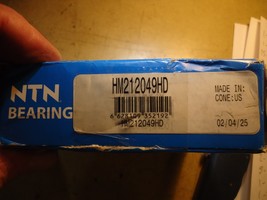 NTN
BEARING
HM212049HD
MADE IN:
CONE:US
HM212049HD
02/04/25